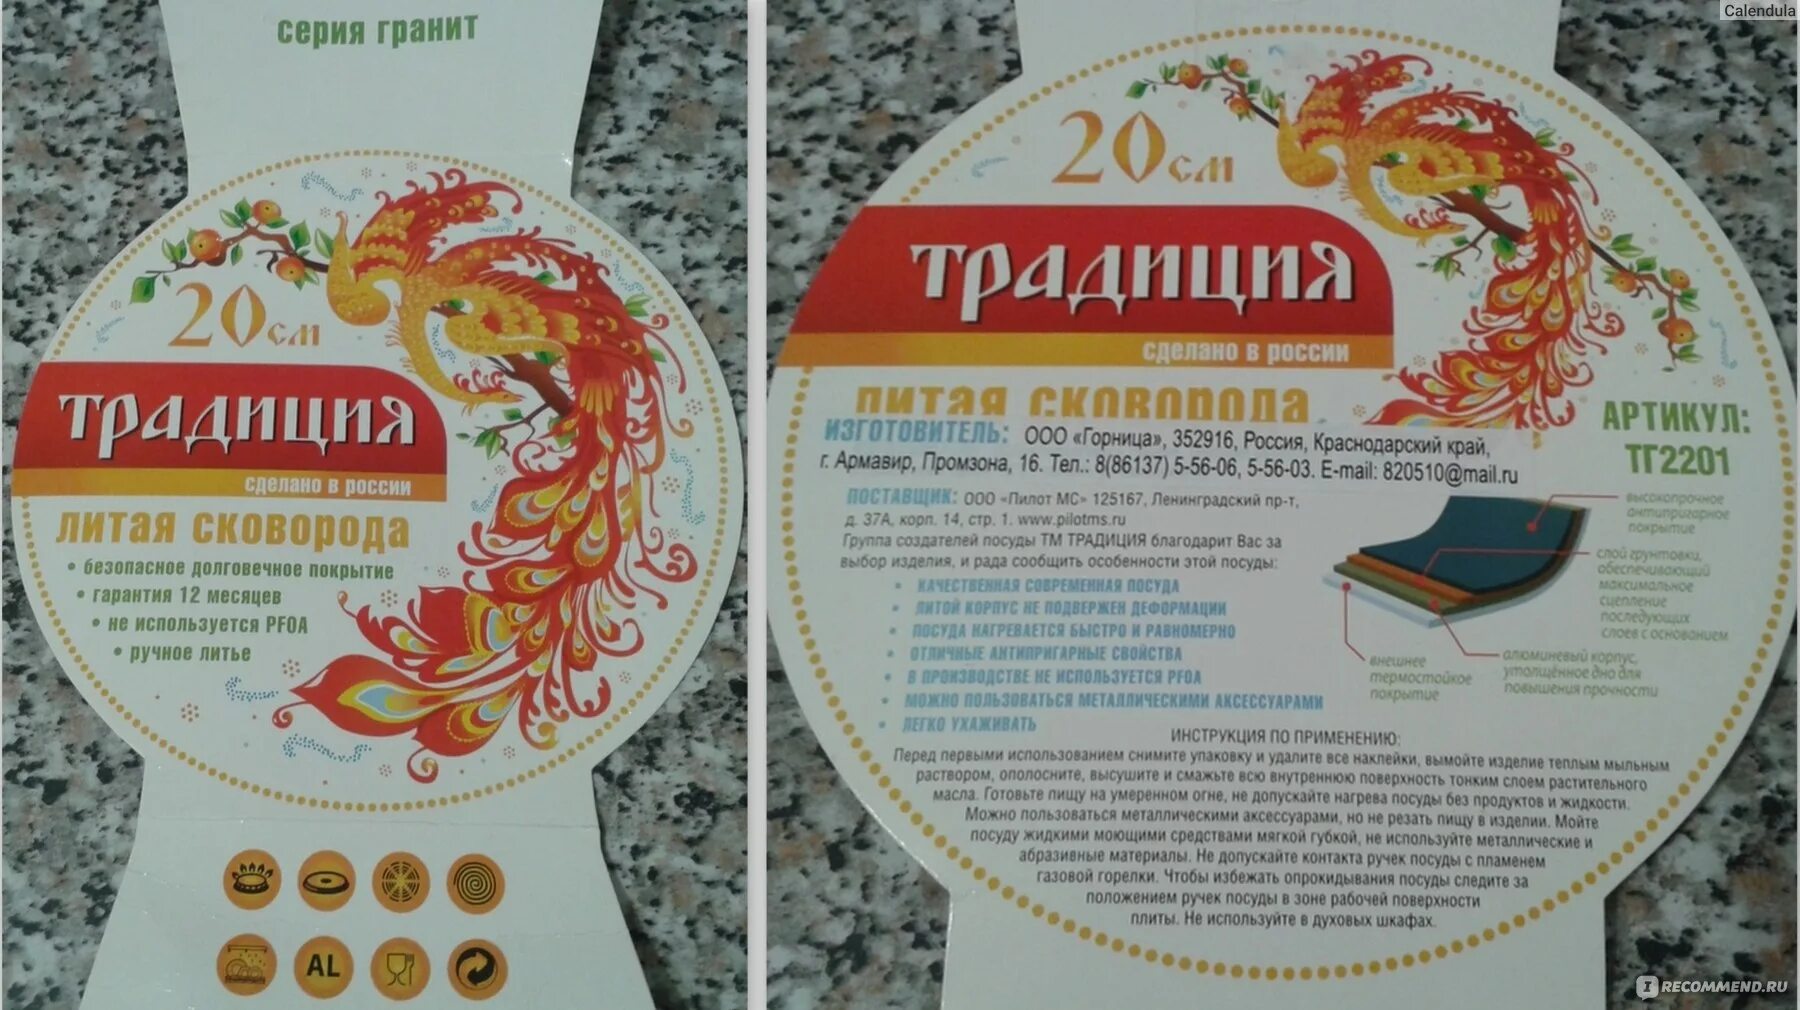 серия гранит
20см
традиция
сделано в россии
литая сковорода
• безопасное долговечное покрытие
• гарантия 12 месяцев
• не используется PFOA
• ручное литье
AL
Calendula
20см
традиция
сделано в россии
литая сковорода
АРТИКУЛ:
ТГ2201
ИЗГОТОВИТЕЛЬ: ООО «Горница», 352916, Россия, Краснодарский край,
г. Армавир, Промзона, 16. Тел.: 8(86137) 5-56-06, 5-56-03. E-mail: 820510@mail.ru
ПОСТАВЩИК: ООО «Пилот МС» 125167, Ленинградский пр-т,
д. 37А, корп. 14, стр. 1. www.pilotms.ru
Группа создателей посуды ТМ ТРАДИЦИЯ благодарит Вас за
выбор изделия, и рада сообщить особенности этой посуды:
• КАЧЕСТВЕННАЯ СОВРЕМЕННАЯ ПОСУДА
• ЛИТОЙ КОРПУС НЕ ПОДВЕРЖЕН ДЕФОРМАЦИИ
• ПОСУДА НАГРЕВАЕТСЯ БЫСТРО И РАВНОМЕРНО
• ОТЛИЧНЫЕ АНТИПРИГАРНЫЕ СВОЙСТВА
• В ПРОИЗВОДСТВЕ НЕ ИСПОЛЬЗУЕТСЯ PFOA
• МОЖНО ПОЛЬЗОВАТЬСЯ МЕТАЛЛИЧЕСКИМИ АКСЕССУАРАМИ
• ЛЕГКО УХАЖИВАТЬ
высокопрочное
антипригарное
покрытие
слой грунтовки,
обеспечивающий
максимальное
сцепление
последующих
слоев с основанием
внешнее
термостойкое
покрытие
алюминевый корпус,
утолщённое дно для
повышения прочности
ИНСТРУКЦИЯ ПО ПРИМЕНЕНИЮ:
Перед первыми использованием снимите упаковку и удалите все наклейки, вымойте изделие теплым мыльным
раствором, ополосните, высушите и смажьте всю внутреннюю поверхность тонким слоем растительного
масла. Готовьте пищу на умеренном огне, не допускайте нагрева посуды без продуктов и жидкости.
Можно пользоваться металлическими аксессуарами, но не резать пищу в изделии. Мойте
посуду жидкими моющими средствами мягкой губкой, не используйте металлические и
абразивные материалы. Не допускайте контакта ручек посуды с пламенем
газовой горелки. Чтобы избежать опрокидывания посуды следите за
положением ручек посуды в зоне рабочей поверхности
плиты. Не используйте в духовых шкафах.
IRECOMMEND.RU